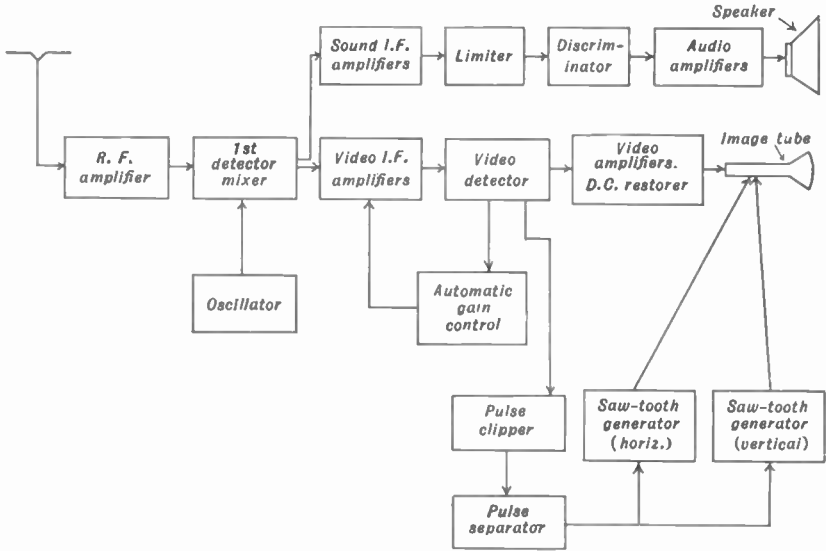 Speaker
Sound I.F.
amplifiers
Limiter
Discrim-
inator
Audio
amplifiers
R. F.
amplifier
1st
detector
mixer
Video I.F.
amplifiers
Video
detector
Video
amplifiers.
D.C. restorer
Image tube
Oscillator
Automatic
gain
control
Pulse
clipper
Saw-tooth
generator
(horiz.)
Saw-tooth
generator
(vertical)
Pulse
separator